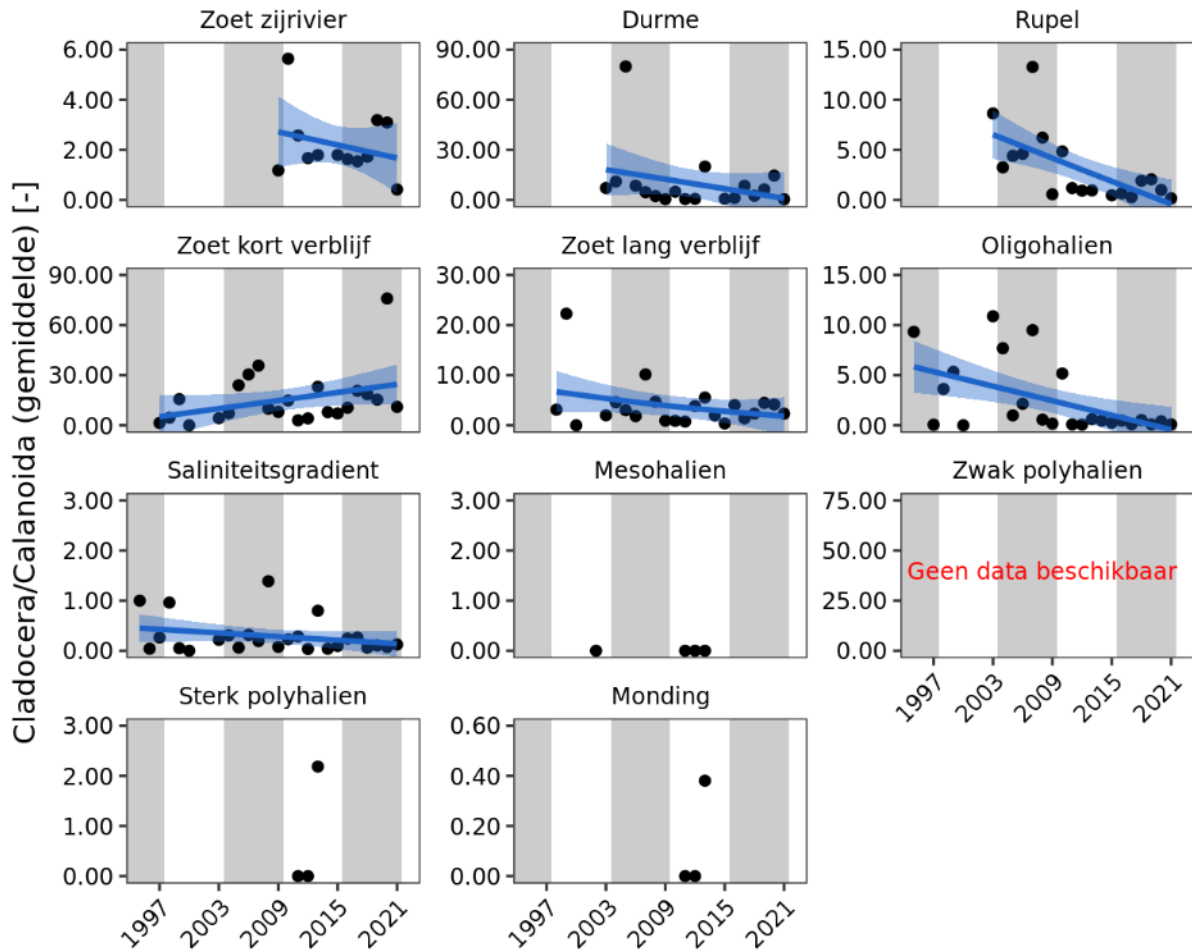 Cladocera/Calanoida (gemiddelde) [-]
Zoet zijrivier
6.00
4.00
2.00
0.00
Durme
90.00
60.00
30.00
0.00
Rupel
15.00
10.00
5.00
0.00
Zoet kort verblijf
90.00
60.00
30.00
0.00
Zoet lang verblijf
30.00
20.00
10.00
0.00
Oligohalien
15.00
10.00
5.00
0.00
Saliniteitsgradient
3.00
2.00
1.00
0.00
Mesohalien
3.00
2.00
1.00
0.00
Zwak polyhalien
75.00
50.00
25.00
0.00
Geen data beschikbaar
1997 2003 2009 2015 2021
Sterk polyhalien
3.00
2.00
1.00
0.00
1997 2003 2009 2015 2021
Monding
0.60
0.40
0.20
0.00
1997 2003 2009 2015 2021